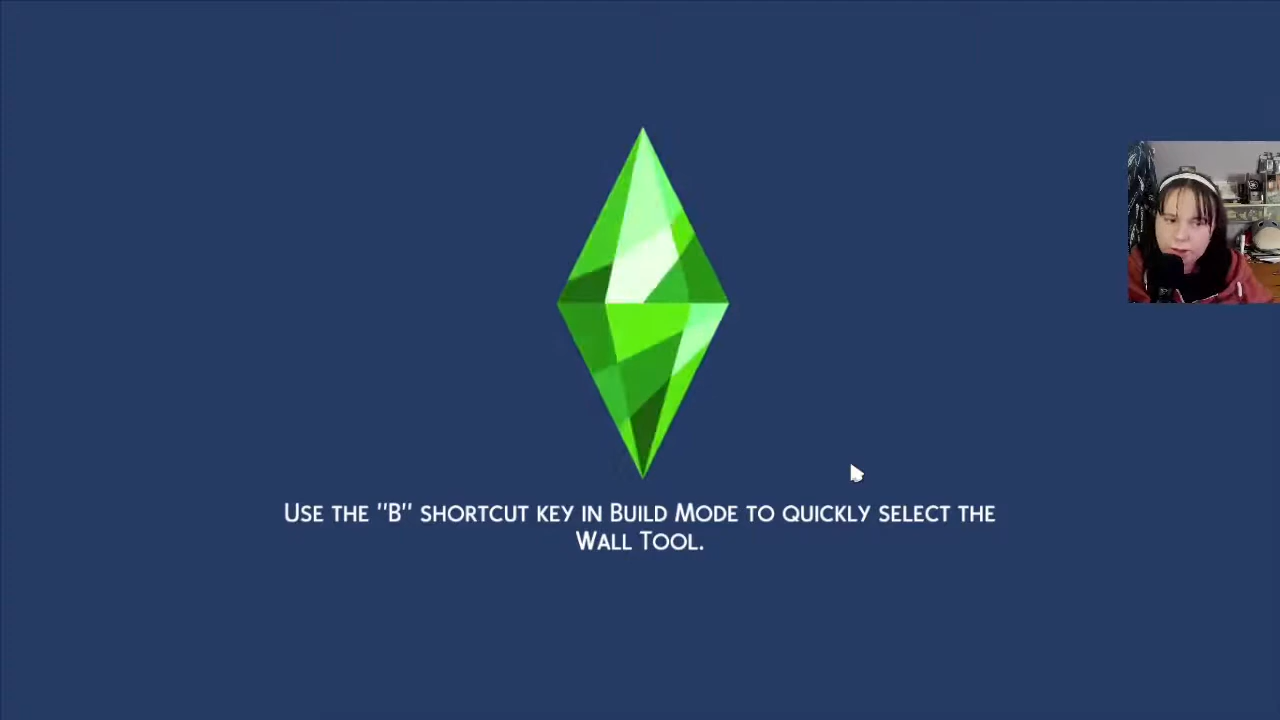 USE THE "B" SHORTCUT KEY IN BUILD MODE TO QUICKLY SELECT THE
WALL TOOL.